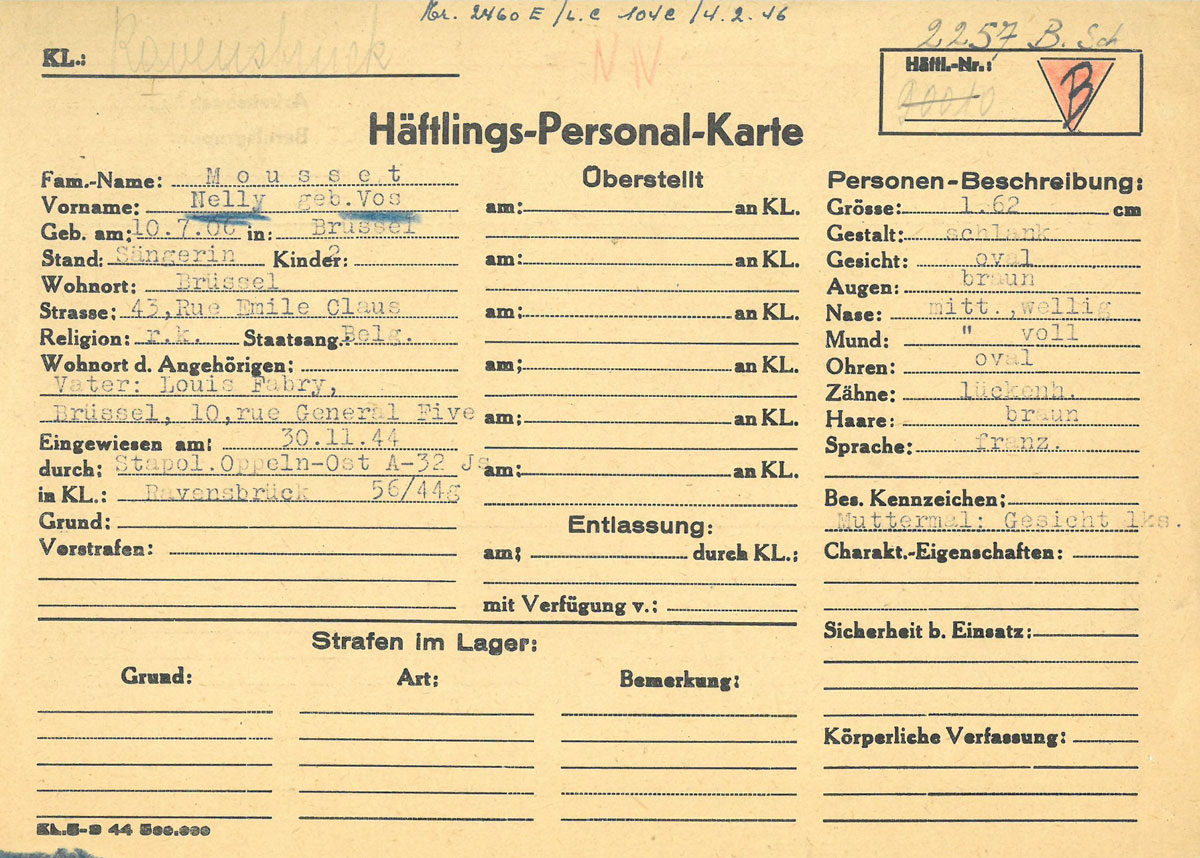 Nr. 2460 E / L.C 104C / 4.2.46
KL.: Ravensbrück
NN
2257 B. Sch
Häftl.-Nr.:
90010
B
Häftlings-Personal-Karte
Fam.-Name: Mousset
Vorname: Nelly geb.Vos
Geb. am: 10.7.06 in: Brüssel
Stand: Sängerin Kinder: 2
Wohnort: Brüssel
Strasse: 43,Rue Emile Claus
Religion: r.k. Staatsang. Belg.
Wohnort d. Angehörigen:
Vater: Louis Fabry,
Brüssel, 10,rue General Five
Eingewiesen am: 30.11.44
durch: Stapol.Oppeln-Ost A-32 Js
in KL.: Ravensbrück 56/44g
Grund:
Vorstrafen:
Überstellt
am: an KL.
am: an KL.
am: an KL.
am: an KL.
am: an KL.
am: an KL.
Entlassung:
am: durch KL.:
mit Verfügung v.:
Personen-Beschreibung:
Grösse: 1.62 cm
Gestalt: schlank
Gesicht: oval
Augen: braun
Nase: mitt.,wellig
Mund: " voll
Ohren: oval
Zähne: lückenh.
Haare: braun
Sprache: franz.
Bes. Kennzeichen:
Muttermal: Gesicht lks.
Charakt.-Eigenschaften:
Sicherheit b. Einsatz:
Körperliche Verfassung:
Strafen im Lager:
Grund: Art: Bemerkung:
44 500.000